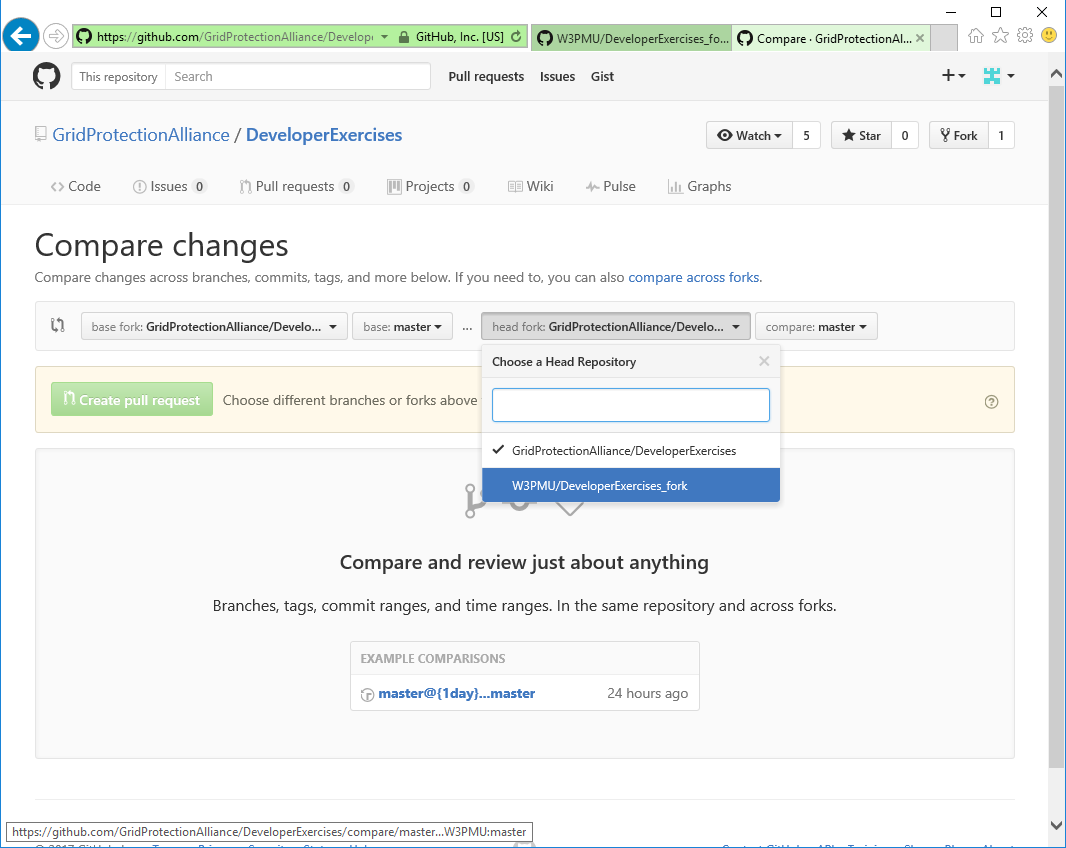 https://github.com/GridProtectionAlliance/Develop
GitHub, Inc. [US]
W3PMU/DeveloperExercises_fo...
Compare · GridProtectionAl...
This repository
Search
Pull requests
Issues
Gist
GridProtectionAlliance / DeveloperExercises
Watch 5
Star 0
Fork 1
Code
Issues 0
Pull requests 0
Projects 0
Wiki
Pulse
Graphs
Compare changes
Compare changes across branches, commits, tags, and more below. If you need to, you can also compare across forks.
base fork: GridProtectionAlliance/Develo...
base: master
...
head fork: GridProtectionAlliance/Develo...
compare: master
Choose a Head Repository
Create pull request
Choose different branches or forks above
GridProtectionAlliance/DeveloperExercises
W3PMU/DeveloperExercises_fork
Compare and review just about anything
Branches, tags, commit ranges, and time ranges. In the same repository and across forks.
EXAMPLE COMPARISONS
master@{1day}...master
24 hours ago
https://github.com/GridProtectionAlliance/DeveloperExercises/compare/master...W3PMU:master